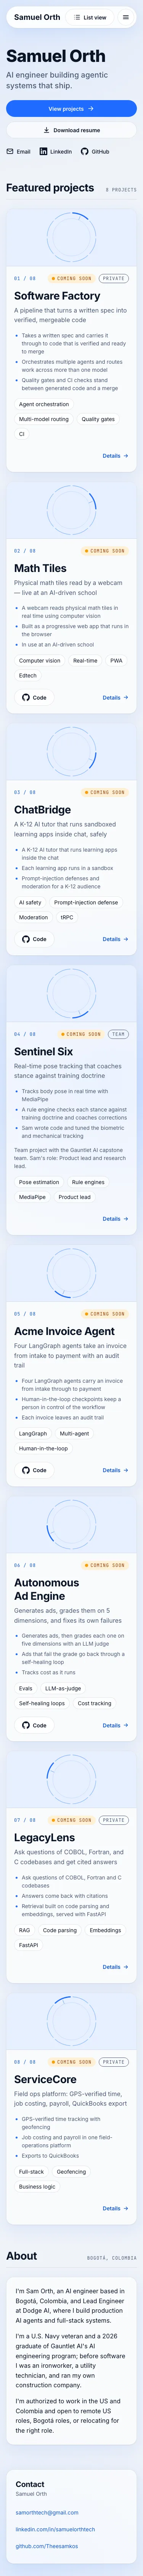 Samuel Orth
List view
Samuel Orth
AI engineer building agentic
systems that ship.
View projects
Download resume
Email
LinkedIn
GitHub
Featured projects
8 PROJECTS
01 / 08
COMING SOON
PRIVATE
Software Factory
A pipeline that turns a written spec into
verified, mergeable code
Takes a written spec and carries it
through to code that is verified and ready
to merge
Orchestrates multiple agents and routes
work across more than one model
Quality gates and CI checks stand
between generated code and a merge
Agent orchestration
Multi-model routing
Quality gates
CI
Details
02 / 08
COMING SOON
Math Tiles
Physical math tiles read by a webcam
— live at an AI-driven school
A webcam reads physical math tiles in
real time using computer vision
Built as a progressive web app that runs in
the browser
In use at an AI-driven school
Computer vision
Real-time
PWA
Edtech
Code
Details
03 / 08
COMING SOON
ChatBridge
A K-12 AI tutor that runs sandboxed
learning apps inside chat, safely
A K-12 AI tutor that runs learning apps
inside the chat
Each learning app runs in a sandbox
Prompt-injection defenses and
moderation for a K-12 audience
AI safety
Prompt-injection defense
Moderation
tRPC
Code
Details
04 / 08
COMING SOON
TEAM
Sentinel Six
Real-time pose tracking that coaches
stance against training doctrine
Tracks body pose in real time with
MediaPipe
A rule engine checks each stance against
training doctrine and coaches corrections
Sam wrote code and tuned the biometric
and mechanical tracking
Team project with the Gauntlet AI capstone
team. Sam's role: Product lead and research
lead.
Pose estimation
Rule engines
MediaPipe
Product lead
Details
05 / 08
COMING SOON
Acme Invoice Agent
Four LangGraph agents take an invoice
from intake to payment with an audit
trail
Four LangGraph agents carry an invoice
from intake through to payment
Human-in-the-loop checkpoints keep a
person in control of the workflow
Each invoice leaves an audit trail
LangGraph
Multi-agent
Human-in-the-loop
Code
Details
06 / 08
COMING SOON
Autonomous
Ad Engine
Generates ads, grades them on 5
dimensions, and fixes its own failures
Generates ads, then grades each one on
five dimensions with an LLM judge
Ads that fail the grade go back through a
self-healing loop
Tracks cost as it runs
Evals
LLM-as-judge
Self-healing loops
Cost tracking
Code
Details
07 / 08
COMING SOON
PRIVATE
LegacyLens
Ask questions of COBOL, Fortran, and
C codebases and get cited answers
Ask questions of COBOL, Fortran and C
codebases
Answers come back with citations
Retrieval built on code parsing and
embeddings, served with FastAPI
RAG
Code parsing
Embeddings
FastAPI
Details
08 / 08
COMING SOON
PRIVATE
ServiceCore
Field ops platform: GPS-verified time,
job costing, payroll, QuickBooks export
GPS-verified time tracking with
geofencing
Job costing and payroll in one field-
operations platform
Exports to QuickBooks
Full-stack
Geofencing
Business logic
Details
About
BOGOTÁ, COLOMBIA
I'm Sam Orth, an AI engineer based in
Bogotá, Colombia, and Lead Engineer
at Dodge AI, where I build production
AI agents and full-stack systems.
I'm a U.S. Navy veteran and a 2026
graduate of Gauntlet AI's AI
engineering program; before software
I was an ironworker, a utility
technician, and ran my own
construction company.
I'm authorized to work in the US and
Colombia and open to remote US
roles, Bogotá roles, or relocating for
the right role.
Contact
Samuel Orth
samorthtech@gmail.com
linkedin.com/in/samuelorthtech
github.com/Theesamkos